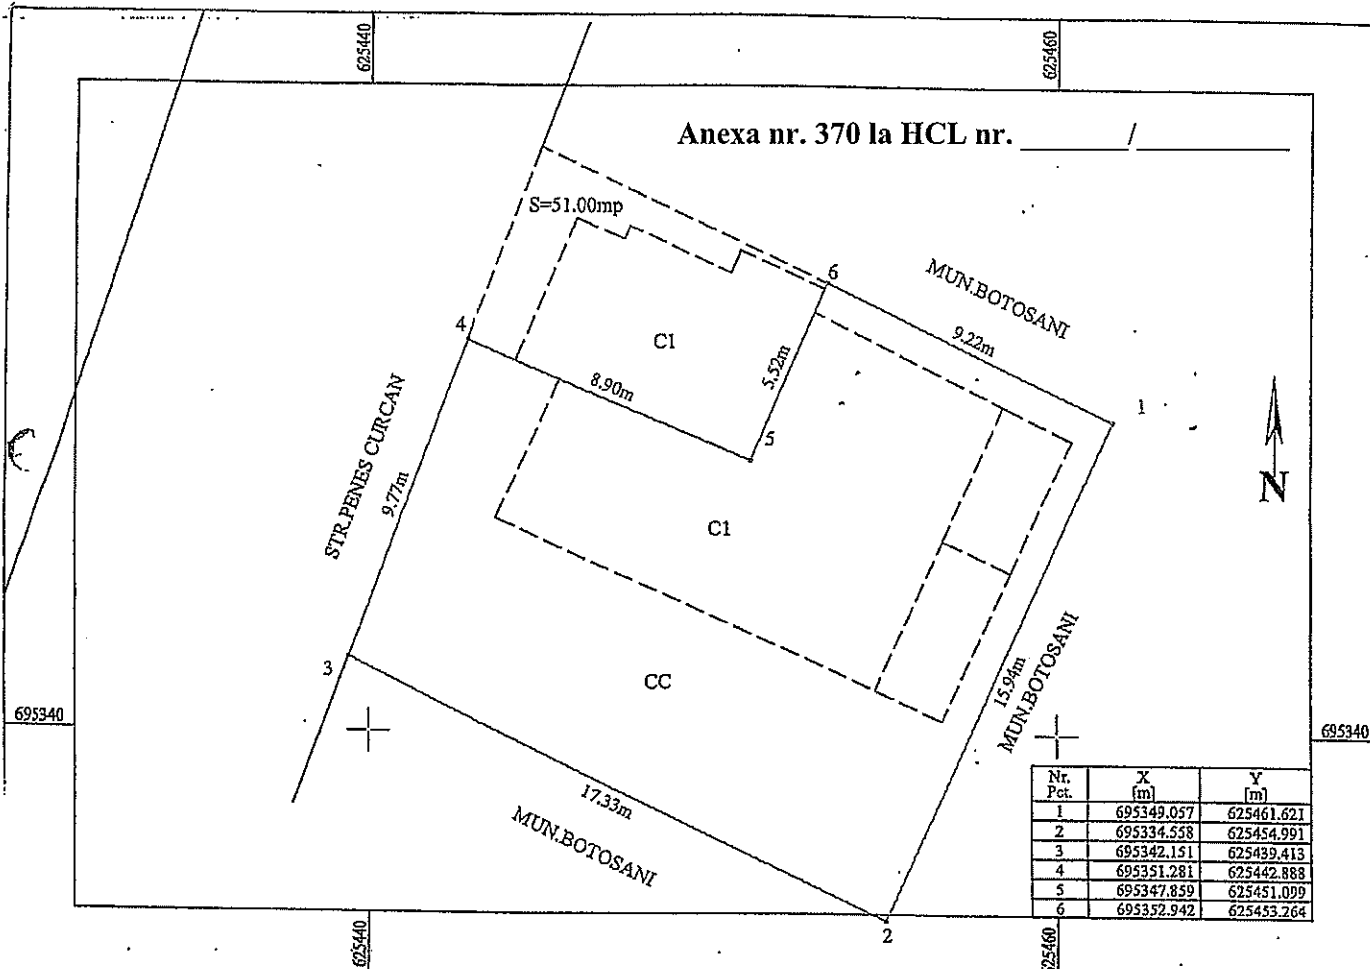 625440
625460
Anexa nr. 370 la HCL nr. ________/___________
S=51.00mp
6
MUN.BOTOSANI
9.22m
4
C1
5.52m
8.90m
1
5
STR.PENES CURCAN
9.77m
N
C1
3
CC
15.94m
MUN.BOTOSANI
695340
695340
17.33m
MUN.BOTOSANI
2
Nr. Pct. X [m] Y [m]
1 695349.057 625461.621
2 695334.558 625454.991
3 695342.151 625439.413
4 695351.281 625442.888
5 695347.859 625451.099
6 695352.942 625453.264
625440
625460